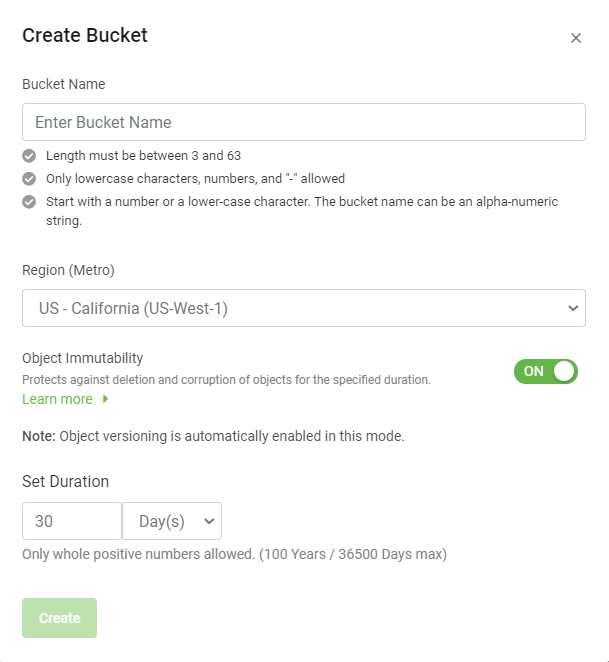 Create Bucket
Bucket Name
Enter Bucket Name
Length must be between 3 and 63
Only lowercase characters, numbers, and "-" allowed
Start with a number or a lower-case character. The bucket name can be an alpha-numeric
string.
Region (Metro)
US - California (US-West-1)
Object Immutability
Protects against deletion and corruption of objects for the specified duration.
ON
Learn more
Note: Object versioning is automatically enabled in this mode.
Set Duration
30 Day(s)
Only whole positive numbers allowed. (100 Years / 36500 Days max)
Create